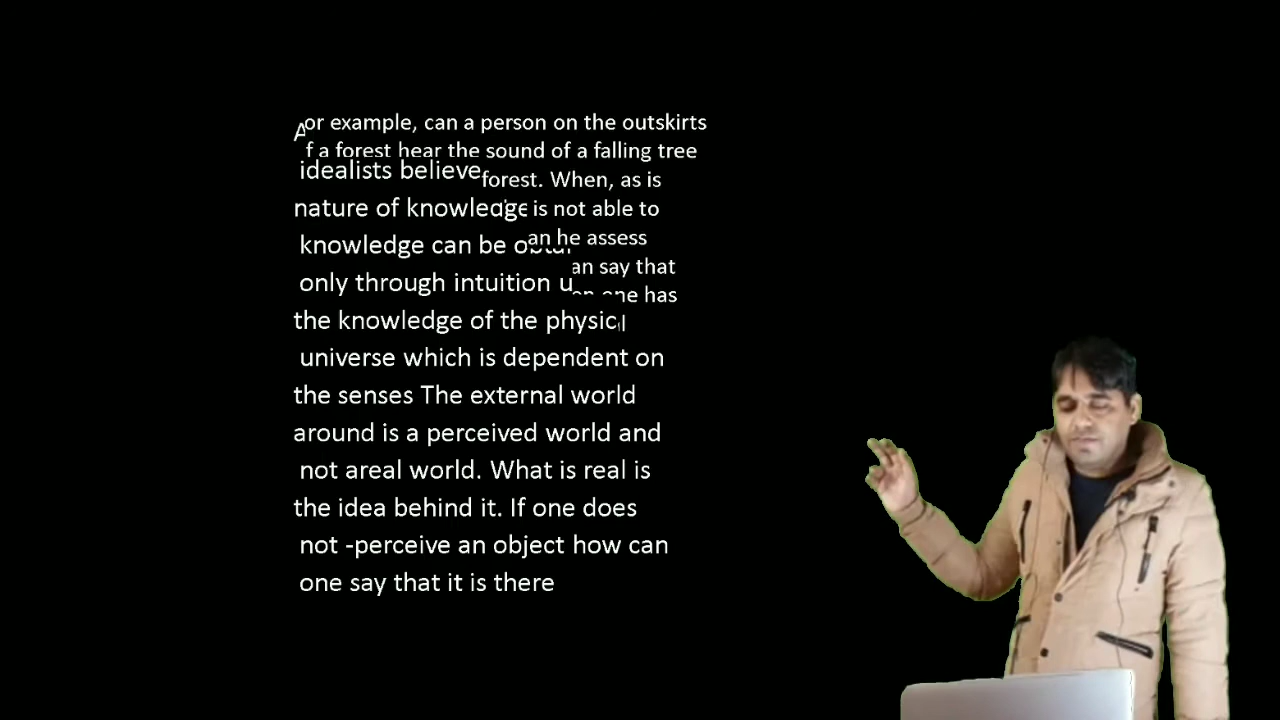 or example, can a person on the outskirts
f a forest hear the sound of a falling tree
idealists believe
forest. When, as is
nature of knowledge
is not able to
knowledge can be
an he assess
only through intuition
an say that
one has
the knowledge of the
universe which is dependent on
the senses The external world
around is a perceived world and
not areal world. What is real is
the idea behind it. If one does
not -perceive an object how can
one say that it is there